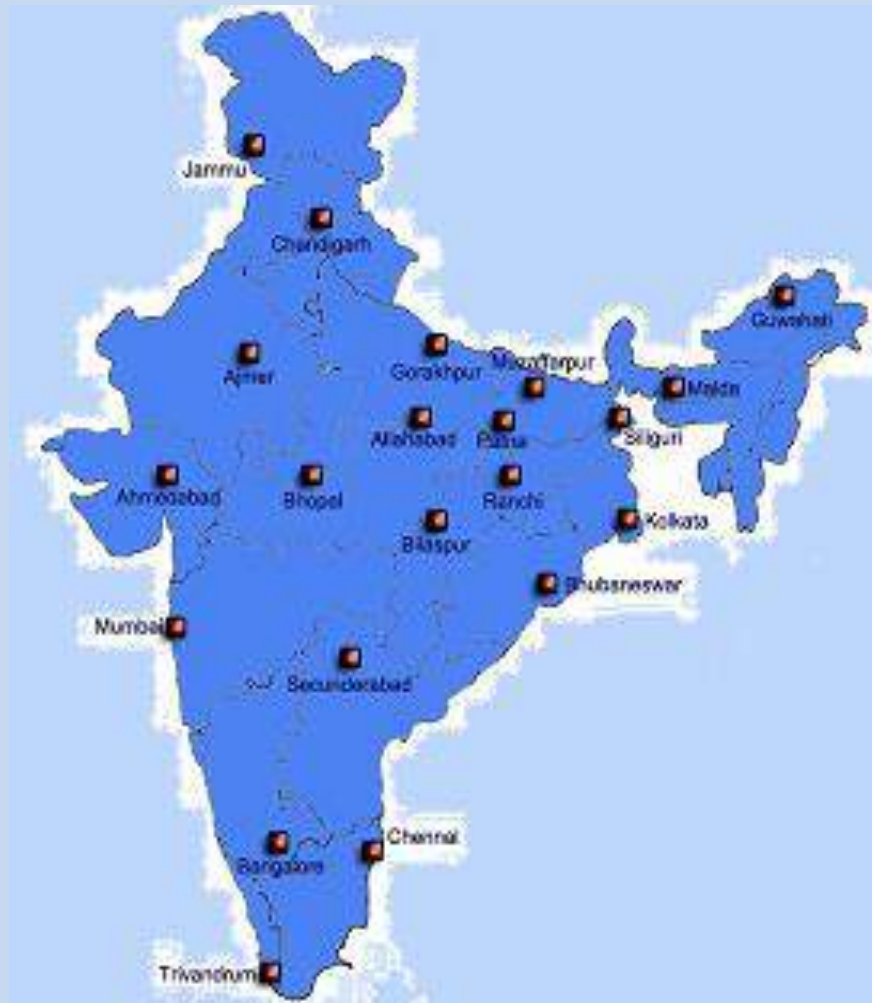 Jammu
Chandigarh
Guwahati
Ajmer
Gorakhpur
Muzaffarpur
Malda
Allahabad
Patna
Siliguri
Ahmedabad
Bhopal
Ranchi
Bilaspur
Kolkata
Bhubaneswar
Mumbai
Secunderabad
Chennai
Bangalore
Trivandrum